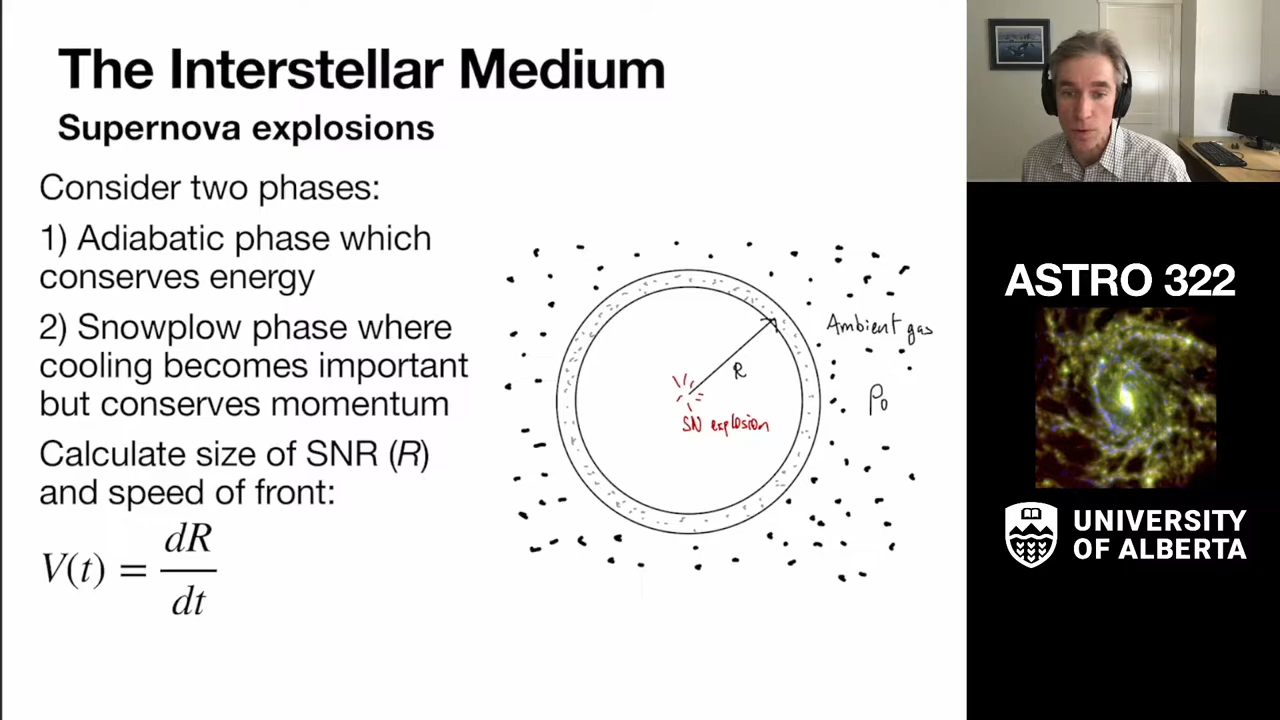 The Interstellar Medium
Supernova explosions
Consider two phases:
1) Adiabatic phase which
conserves energy
2) Snowplow phase where
cooling becomes important
but conserves momentum
Calculate size of SNR (R)
and speed of front:
V(t) = dR/dt
Ambient gas
R
ρ₀
SN explosion
ASTRO 322
UNIVERSITY
OF ALBERTA